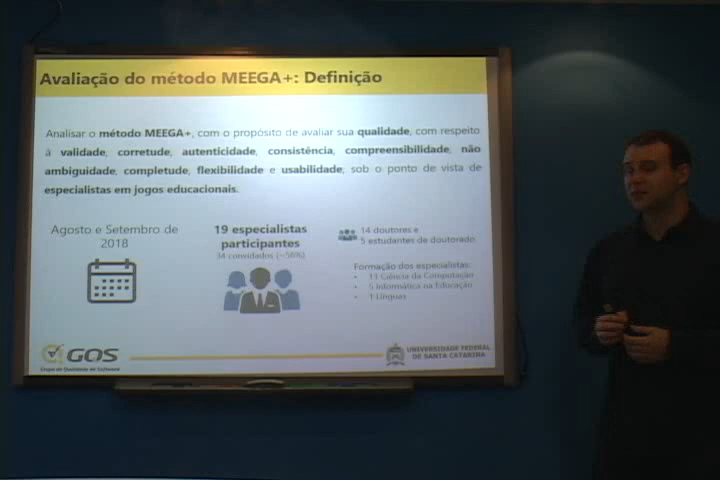 Avaliação do método MEEGA+: Definição
Analisar o método MEEGA+, com o propósito de avaliar sua qualidade, com respeito
à validade, corretude, autenticidade, consistência, compreensibilidade, não
ambiguidade, completude, flexibilidade e usabilidade, sob o ponto de vista de
especialistas em jogos educacionais.
Agosto e Setembro de
2018
19 especialistas
participantes
34 convidados (~56%)
14 doutores e
5 estudantes de doutorado
Formação dos especialistas:
• 13 Ciência da Computação
• 5 Informática na Educação
• 1 Línguas
GQS
Grupo de Qualidade de Software
UNIVERSIDADE FEDERAL
DE SANTA CATARINA